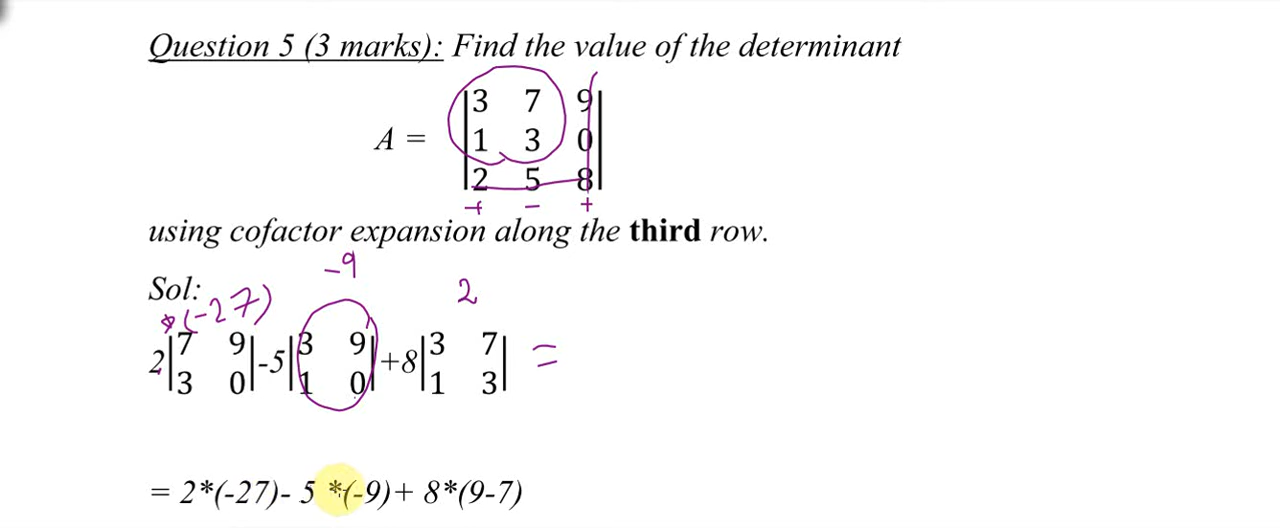 Question 5 (3 marks): Find the value of the determinant
|3 7 9|
A = |1 3 0|
|2 5 8|
+ - +
using cofactor expansion along the third row.
-9
Sol:
*(-27) 2
2|7 9|-5|3 9|+8|3 7| =
|3 0| |1 0| |1 3|
= 2*(-27)- 5 *(-9)+ 8*(9-7)